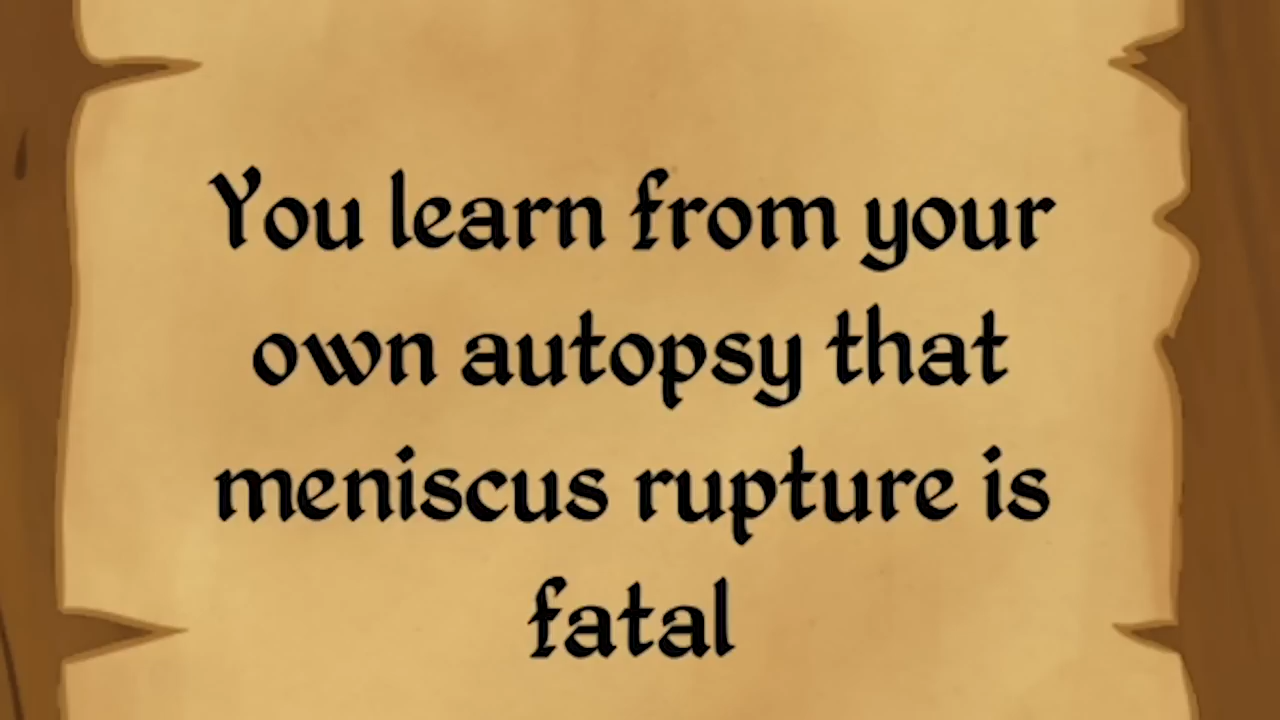 You learn from your
own autopsy that
meniscus rupture is
fatal